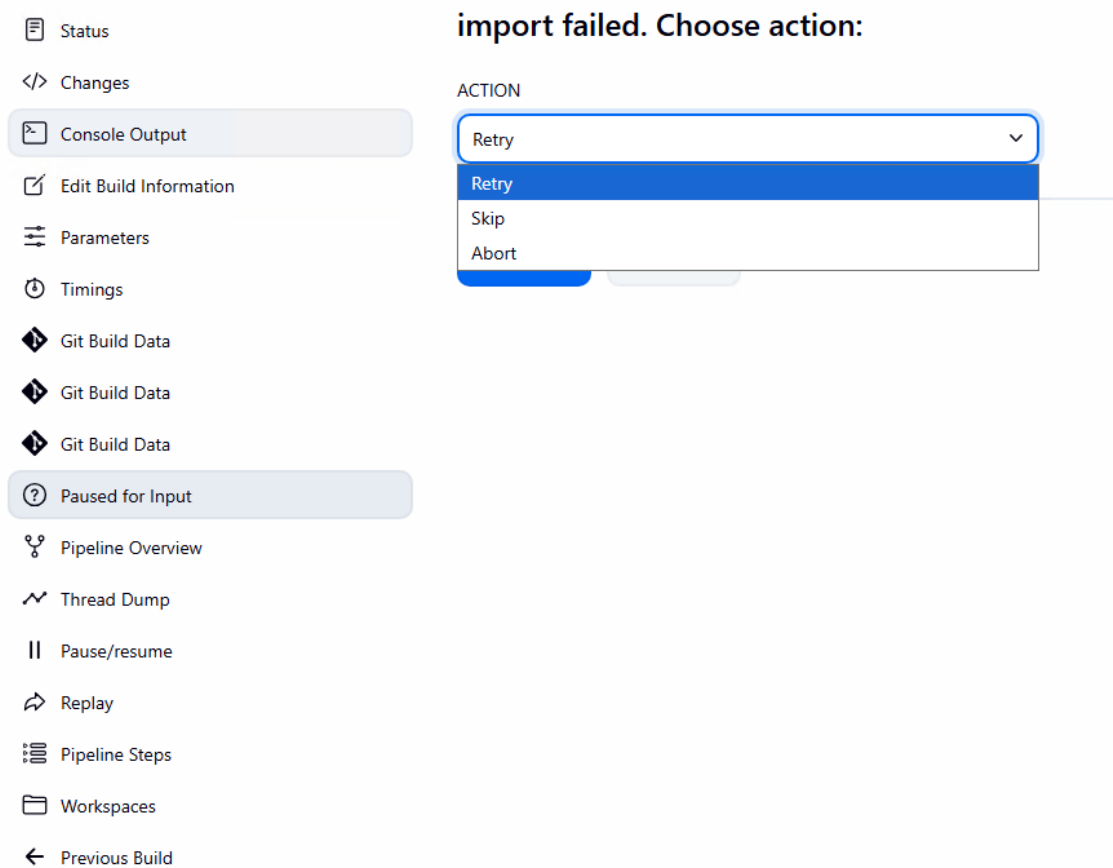 Status
Changes
Console Output
Edit Build Information
Parameters
Timings
Git Build Data
Git Build Data
Git Build Data
Paused for Input
Pipeline Overview
Thread Dump
Pause/resume
Replay
Pipeline Steps
Workspaces
Previous Build
import failed. Choose action:
ACTION
Retry
Retry
Skip
Abort